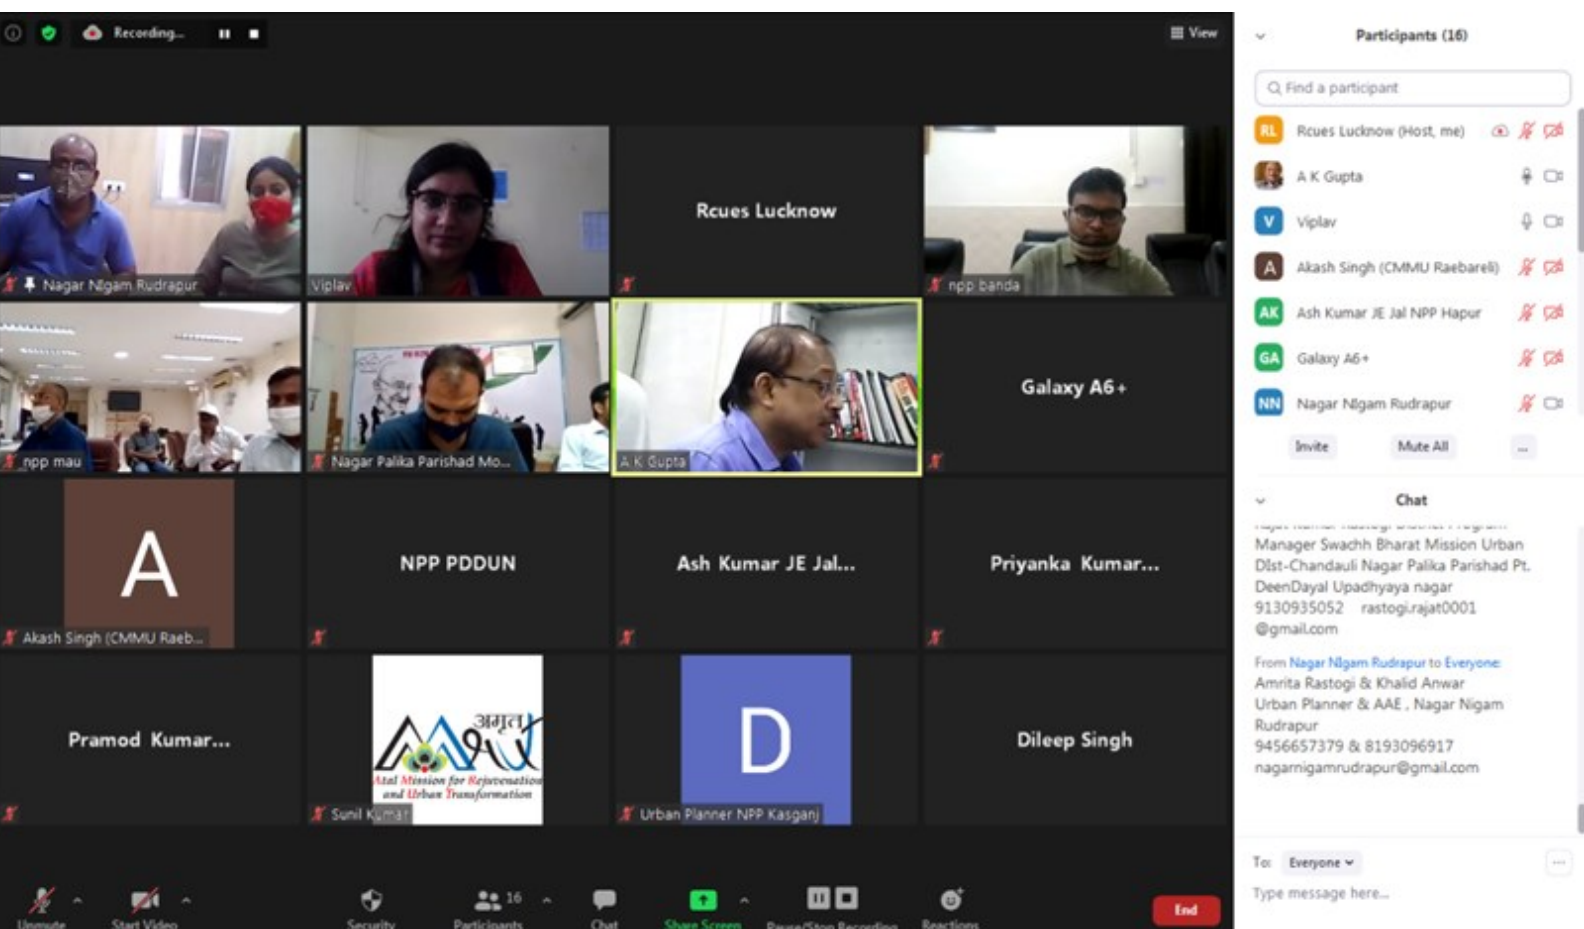 Recording...
View
Nagar NIgam Rudrapur
Viplav
Rcues Lucknow
npp banda
npp mau
Nagar Palika Parishad Mo...
A K Gupta
Galaxy A6+
A
Akash Singh (CMMU Raeb...
NPP PDDUN
Ash Kumar JE Jal...
Priyanka Kumar...
Pramod Kumar...
अमृत
Atal Mission for Rejuvenation
and Urban Transformation
Sunil Kumar
D
Urban Planner NPP Kasganj
Dileep Singh
Unmute
Start Video
Security
16
Participants
Chat
Share Screen
Pause/Stop Recording
Reactions
End
Participants (16)
Find a participant
RL Rcues Lucknow (Host, me)
A K Gupta
V Viplav
A Akash Singh (CMMU Raebareli)
AK Ash Kumar JE Jal NPP Hapur
GA Galaxy A6+
NN Nagar NIgam Rudrapur
Invite Mute All ...
Chat
Manager Swachh Bharat Mission Urban
DIst-Chandauli Nagar Palika Parishad Pt.
DeenDayal Upadhyaya nagar
9130935052 rastogi.rajat0001
@gmail.com
From Nagar NIgam Rudrapur to Everyone:
Amrita Rastogi & Khalid Anwar
Urban Planner & AAE , Nagar Nigam
Rudrapur
9456657379 & 8193096917
nagarnigamrudrapur@gmail.com
To: Everyone
Type message here...